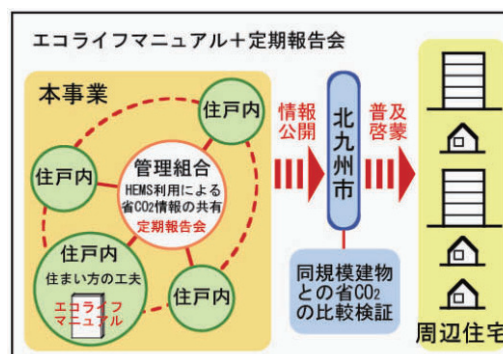 エコライフマニュアル＋定期報告会
本事業
住戸内
住戸内
管理組合
HEMS利用による
省CO2情報の共有
定期報告会
住戸内
住まい方の工夫
エコライフ
マニュアル
住戸内
情報
公開
北九州市
普及
啓蒙
同規模建物
との省CO2
の比較検証
周辺住宅